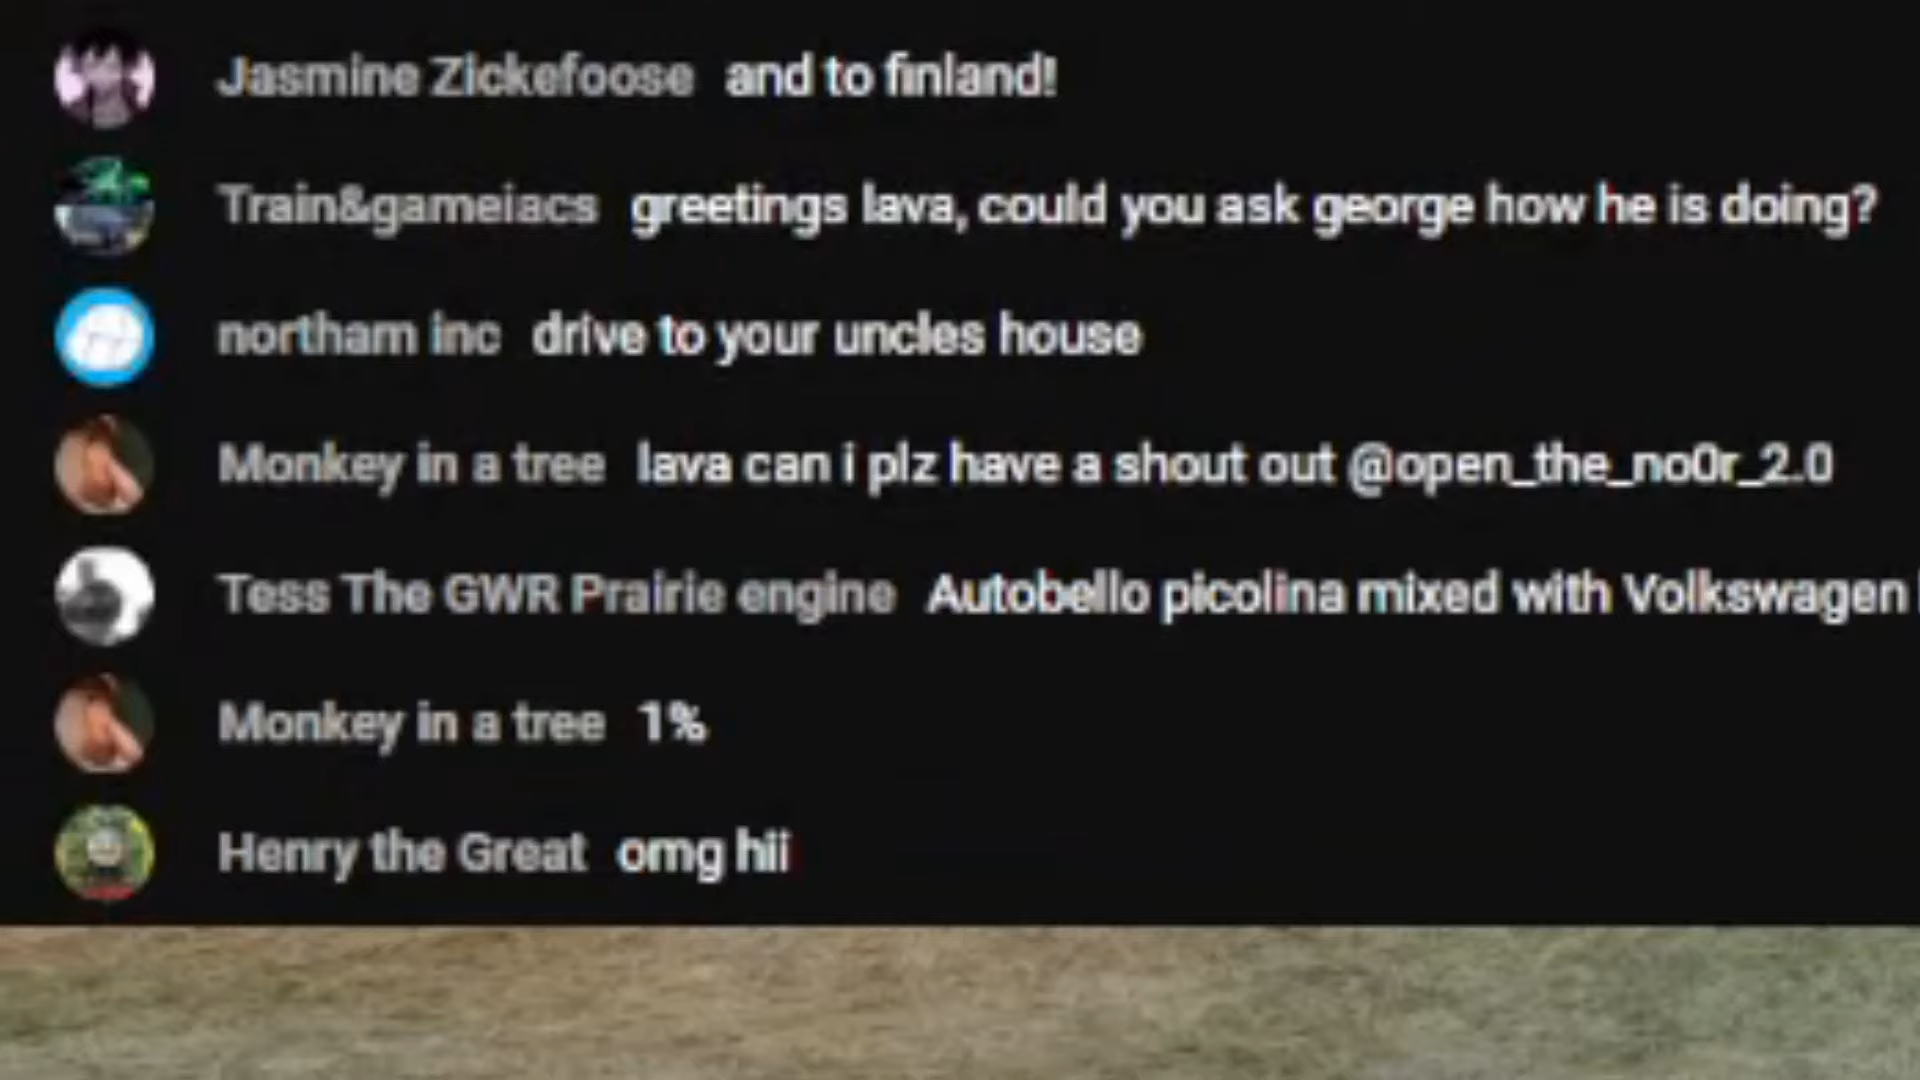 Jasmine Zickefoose and to finland!
Train&gameiacs greetings lava, could you ask george how he is doing?
northam inc drive to your uncles house
Monkey in a tree lava can i plz have a shout out @open_the_no0r_2.0
Tess The GWR Prairie engine Autobello picolina mixed with Volkswagen
Monkey in a tree 1%
Henry the Great omg hii